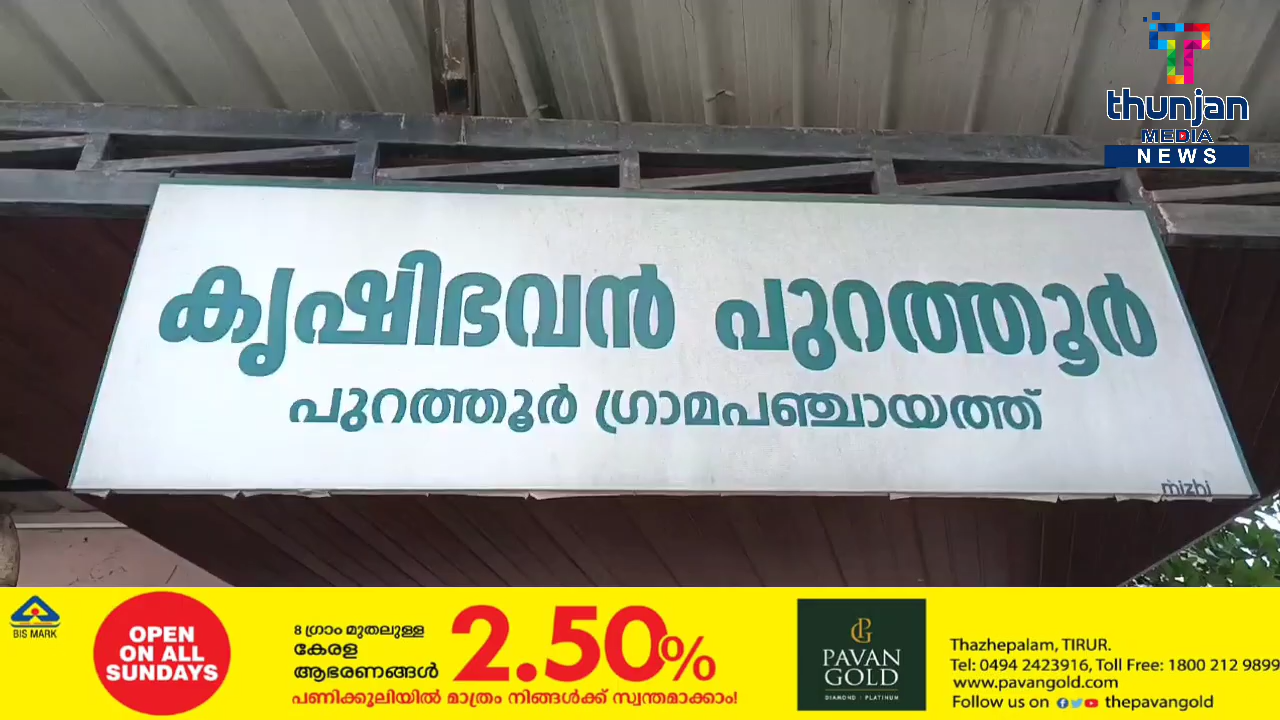 thunjan
MEDIA
NEWS
കൃഷിഭവൻ പുറത്തൂർ
പുറത്തൂർ ഗ്രാമപഞ്ചായത്ത്
mizhi
BIS MARK
OPEN
ON ALL
SUNDAYS
8 ഗ്രാം മുതലുള്ള
കേരള
ആഭരണങ്ങൾ
2.50%
പണിക്കൂലിയിൽ മാത്രം നിങ്ങൾക്ക് സ്വന്തമാക്കാം!
PAVAN
GOLD
DIAMOND PLATINUM
Thazhepalam, TIRUR.
Tel: 0494 2423916, Toll Free: 1800 212 9899
www.pavangold.com
Follow us on thepavangold